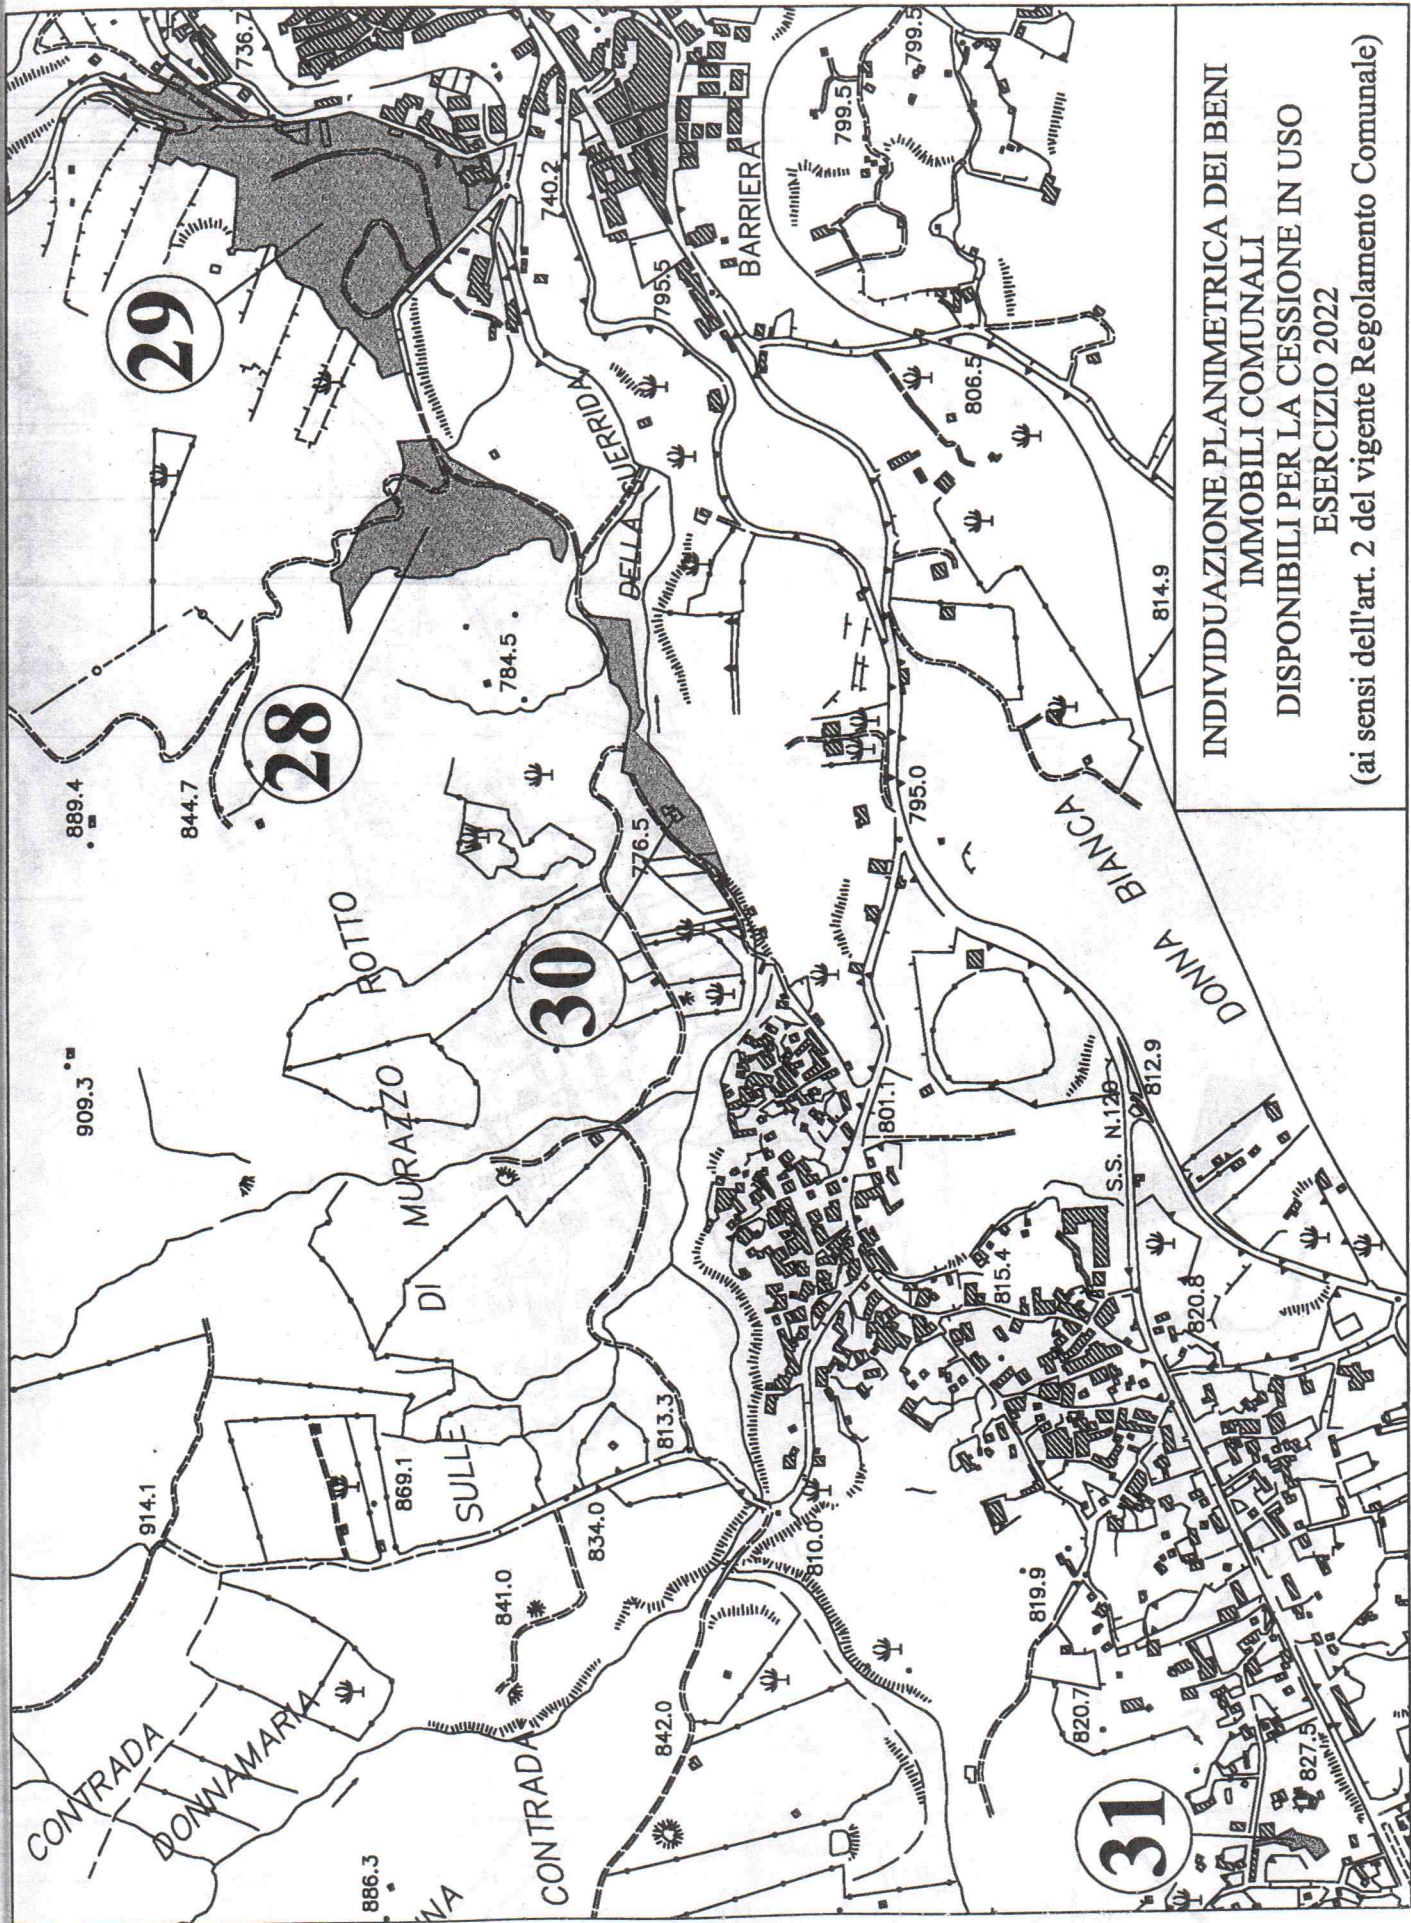 INDIVIDUAZIONE PLANIMETRICA DEI BENI
IMMOBILI COMUNALI
DISPONIBILI PER LA CESSIONE IN USO
ESERCIZIO 2022
(ai sensi dell'art. 2 del vigente Regolamento Comunale)
29
28
30
31
736.7
740.2
799.5
799.5
BARRIERA
795.5
806.5
DELLA GUERRIDA
784.5
814.9
889.4
844.7
776.5
795.0
DONNA BIANCA
909.3
CONTRADA SULLE DI MURAZZO ROTTO
801.1
812.9
S.S. N.120
815.4
820.8
914.1
869.1
813.3
834.0
841.0
810.0
819.9
842.0
820.7
827.5
CONTRADA
DONNAMARIA
886.3